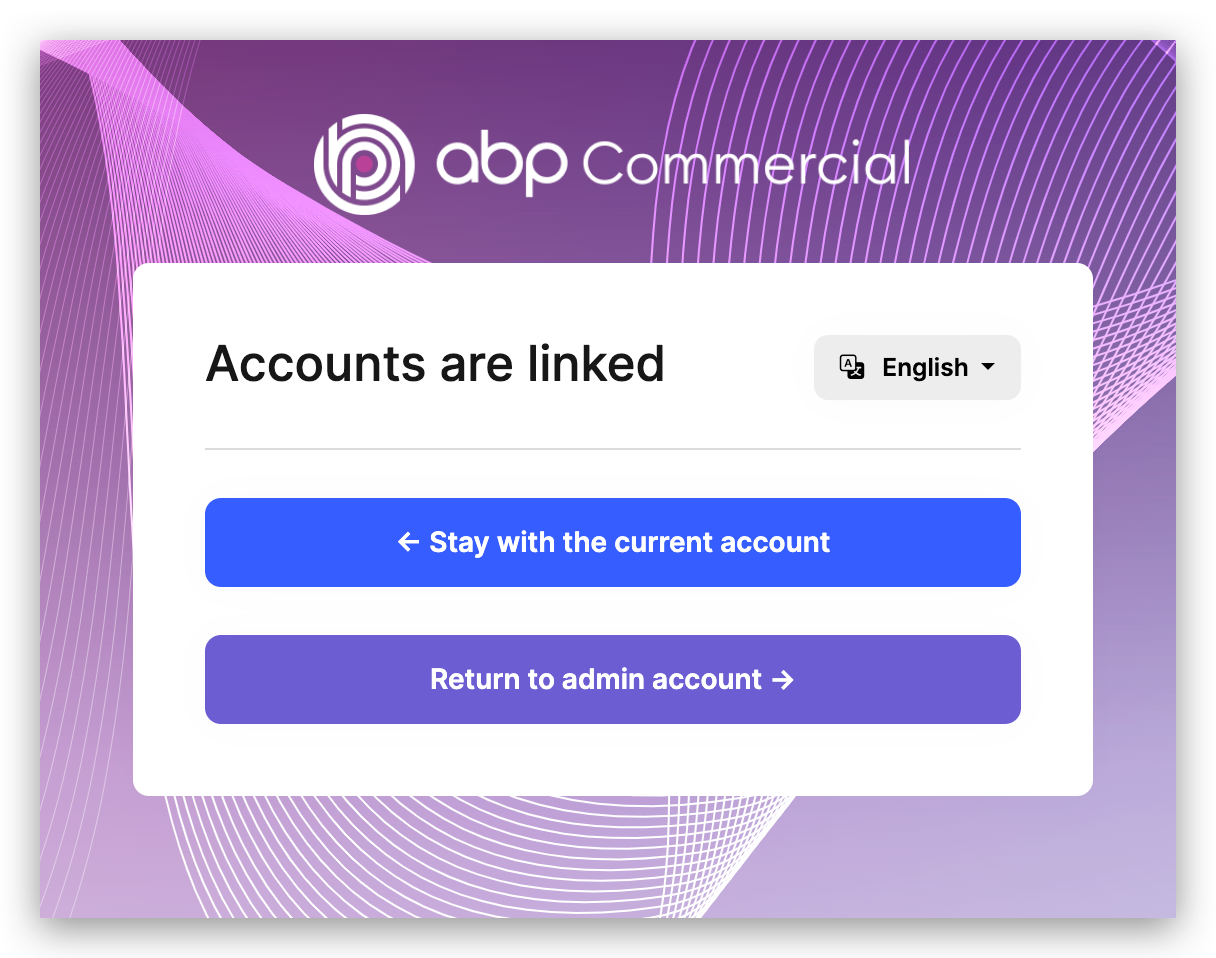 abp Commercial
Accounts are linked
English
← Stay with the current account
Return to admin account →